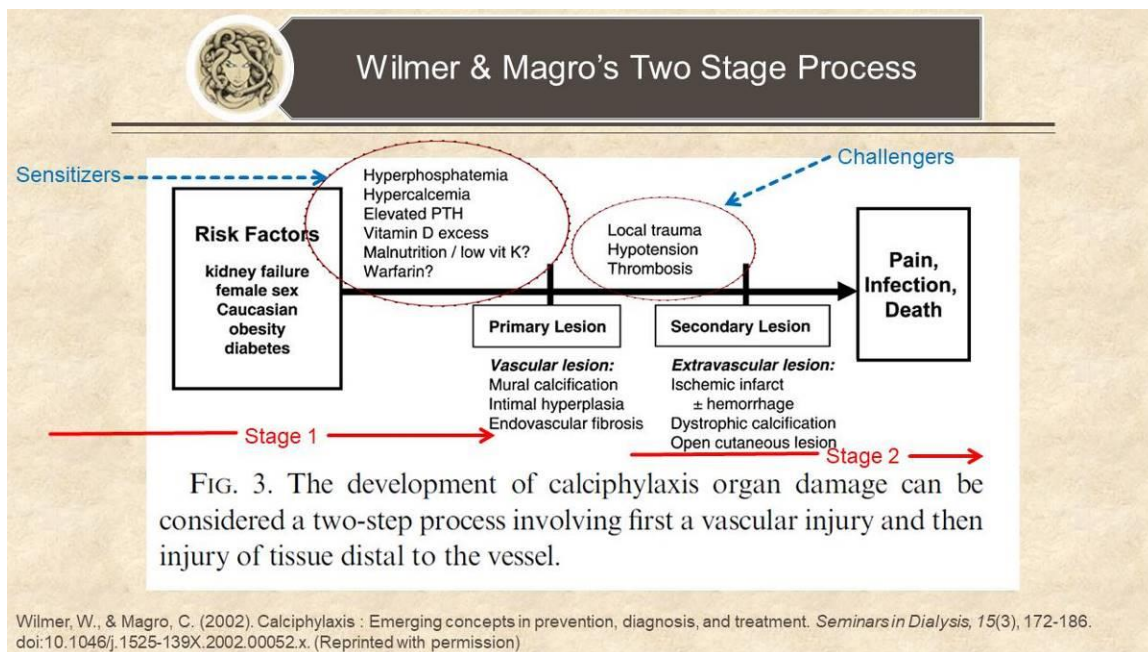 Wilmer & Magro's Two Stage Process
Sensitizers
Challengers
Risk Factors
kidney failure
female sex
Caucasian
obesity
diabetes
Hyperphosphatemia
Hypercalcemia
Elevated PTH
Vitamin D excess
Malnutrition / low vit K?
Warfarin?
Local trauma
Hypotension
Thrombosis
Pain,
Infection,
Death
Primary Lesion
Vascular lesion:
Mural calcification
Intimal hyperplasia
Endovascular fibrosis
Secondary Lesion
Extravascular lesion:
Ischemic infarct
± hemorrhage
Dystrophic calcification
Open cutaneous lesion
Stage 1
Stage 2
FIG. 3. The development of calciphylaxis organ damage can be
considered a two-step process involving first a vascular injury and then
injury of tissue distal to the vessel.
Wilmer, W., & Magro, C. (2002). Calciphylaxis : Emerging concepts in prevention, diagnosis, and treatment. Seminars in Dialysis, 15(3), 172-186.
doi:10.1046/j.1525-139X.2002.00052.x. (Reprinted with permission)